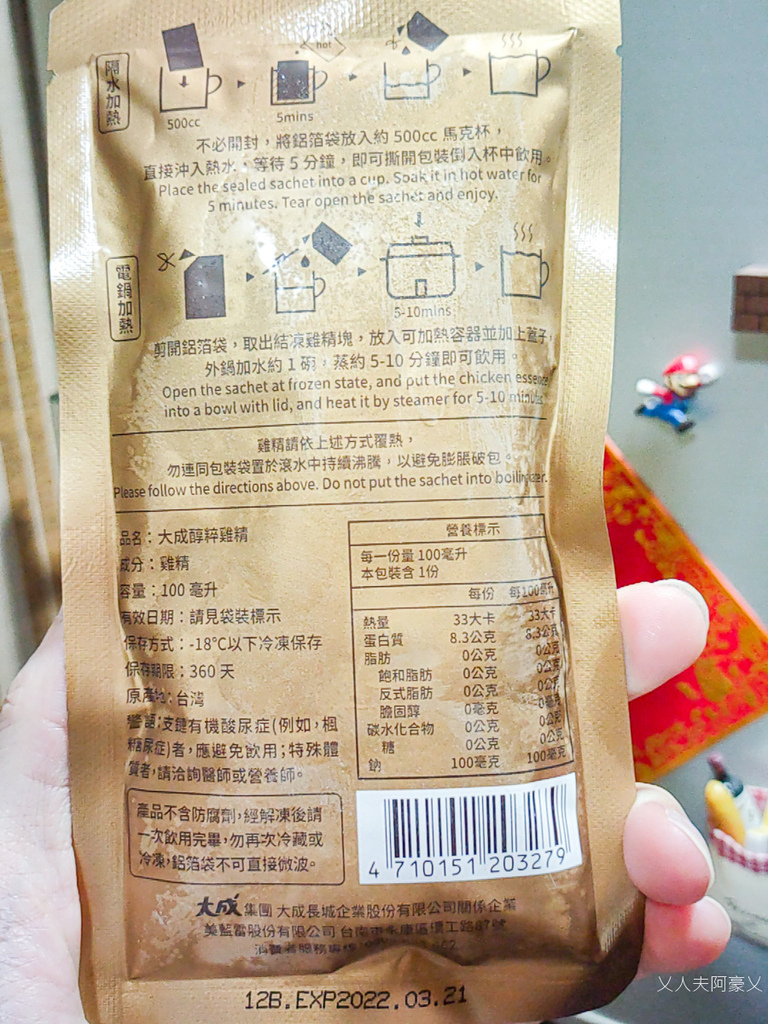 隔水加熱
hot
500cc
5mins
不必開封，將鋁箔袋放入約 500cc 馬克杯，
直接沖入熱水，等待 5 分鐘，即可撕開包裝倒入杯中飲用。
Place the sealed sachet into a cup. Soak it in hot water for
5 minutes. Tear open the sachet and enjoy.
電鍋加熱
5-10mins
剪開鋁箔袋，取出結凍雞精塊，放入可加熱容器並加上蓋子，
外鍋加水約 1 碗，蒸約 5-10 分鐘即可飲用。
Open the sachet at frozen state, and put the chicken essence
into a bowl with lid, and heat it by steamer for 5-10 minutes.
雞精請依上述方式覆熱，
勿連同包裝袋置於滾水中持續沸騰，以避免膨脹破包。
Please follow the directions above. Do not put the sachet into boiling
品名：大成醇粹雞精
成分：雞精
容量：100 毫升
有效日期：請見袋裝標示
保存方式：-18°C以下冷凍保存
保存期限：360 天
原產地：台灣
警語：支鏈有機酸尿症(例如，楓
糖尿症)者，應避免飲用；特殊體
質者，請洽詢醫師或營養師。
產品不含防腐劑，經解凍後請
一次飲用完畢，勿再次冷藏或
冷凍，鋁箔袋不可直接微波。
營養標示
每一份量 100毫升
本包裝含 1份
每份 每100毫升
熱量 33大卡 33大卡
蛋白質 8.3公克 8.3公克
脂肪 0公克 0公克
飽和脂肪 0公克 0公克
反式脂肪 0公克 0公克
膽固醇 0毫克 0毫克
碳水化合物 0公克 0公克
糖 0公克 0公克
鈉 100毫克 100毫克
4 710151 203279
大成集團 大成長城企業股份有限公司關係企業
美藍雷股份有限公司 台南市永康區環工路87號
消費者服務專線
12B.EXP2022.03.21
乂人夫阿豪乂